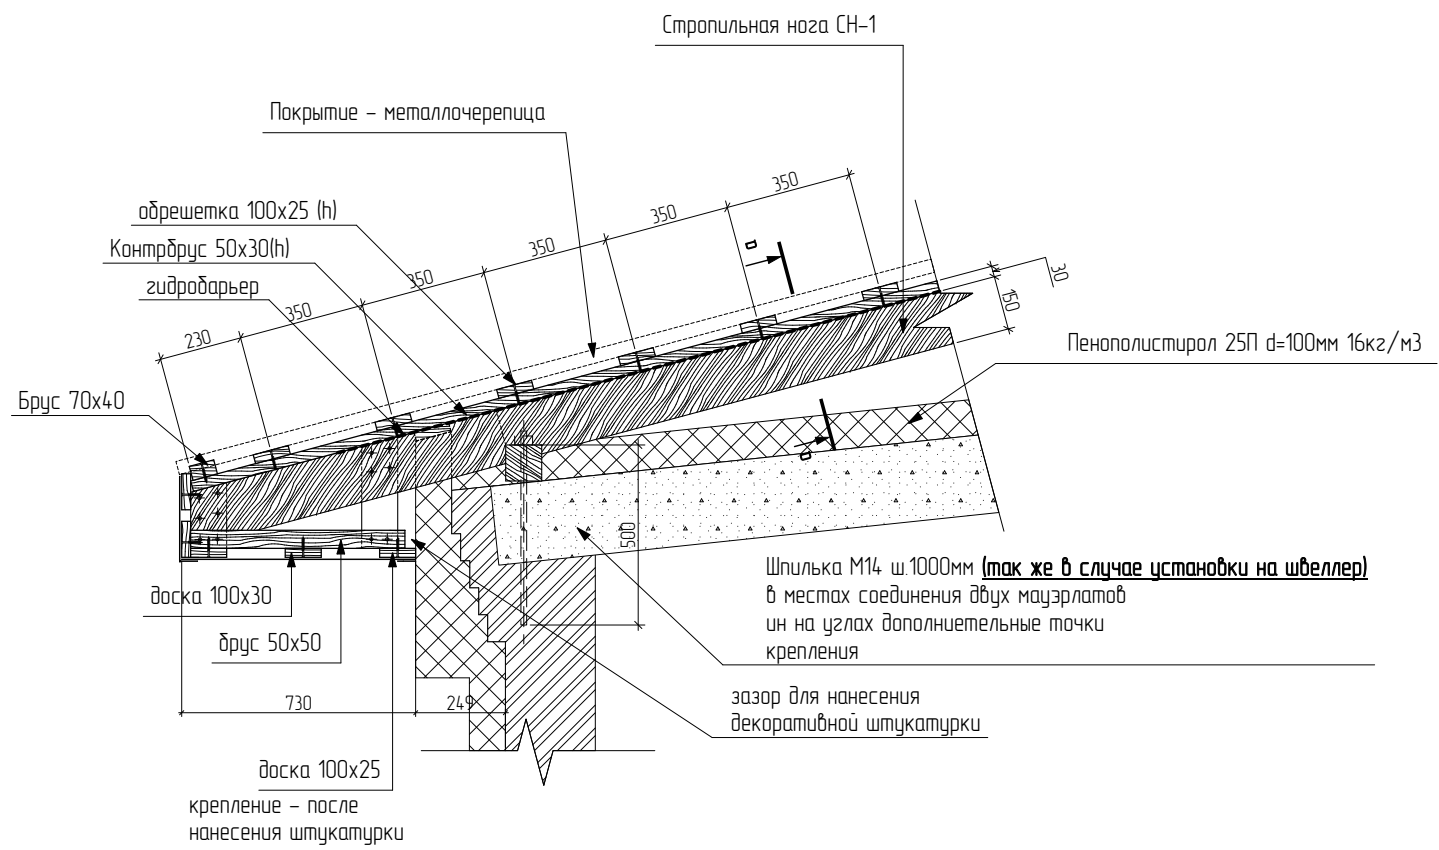 Стропильная нога СН-1
Покрытие - металлочерепица
350
350
обрешетка 100х25 (h)
350
Контрбрус 50х30(h)
350
350
гидробарьер
350
230
30
150
Пенополистирол 25П d=100мм 16кг/м3
Брус 70х40
500
Шпилька М14 ш.1000мм (так же в случае установки на швеллер)
в местах соединения двух мауэрлатов
ин на углах дополниетельные точки
крепления
доска 100х30
брус 50х50
730
249
зазор для нанесения
декоративной штукатурки
доска 100х25
крепление - после
нанесения штукатурки